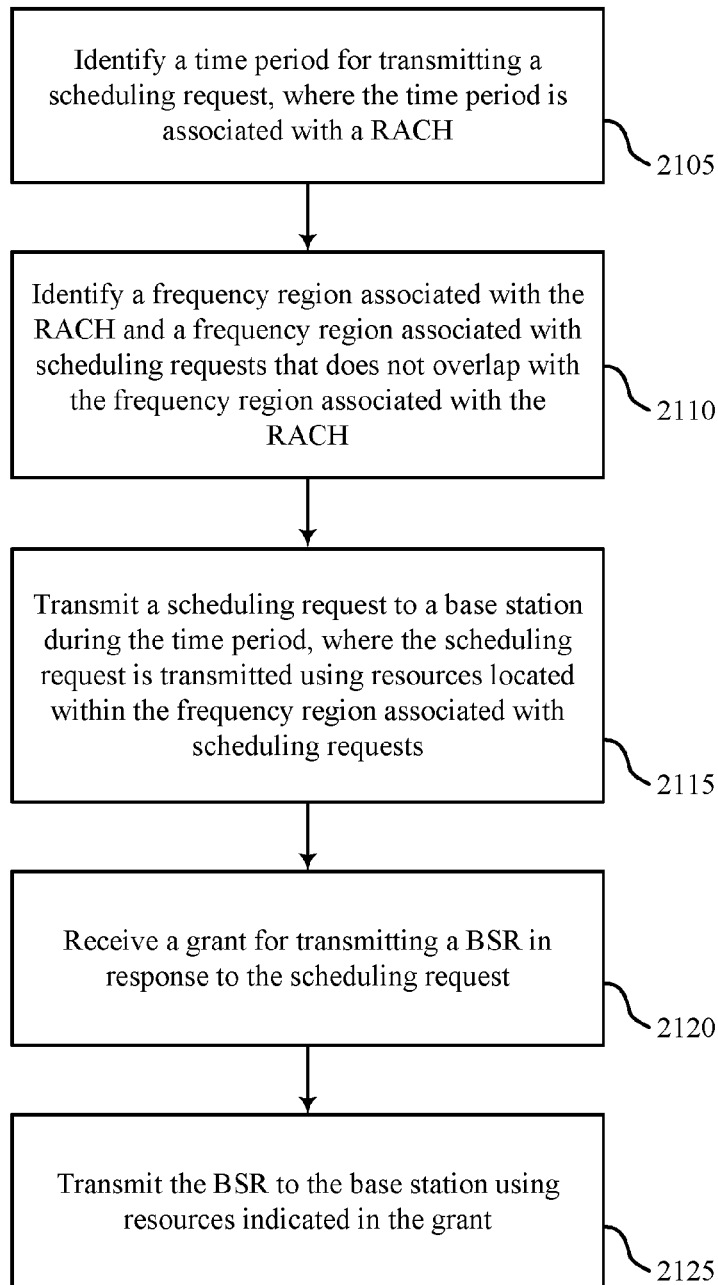 Identify a time period for transmitting a
scheduling request, where the time period is
associated with a RACH
2105
Identify a frequency region associated with the
RACH and a frequency region associated with
scheduling requests that does not overlap with
the frequency region associated with the
RACH
2110
Transmit a scheduling request to a base station
during the time period, where the scheduling
request is transmitted using resources located
within the frequency region associated with
scheduling requests
2115
Receive a grant for transmitting a BSR in
response to the scheduling request
2120
Transmit the BSR to the base station using
resources indicated in the grant
2125